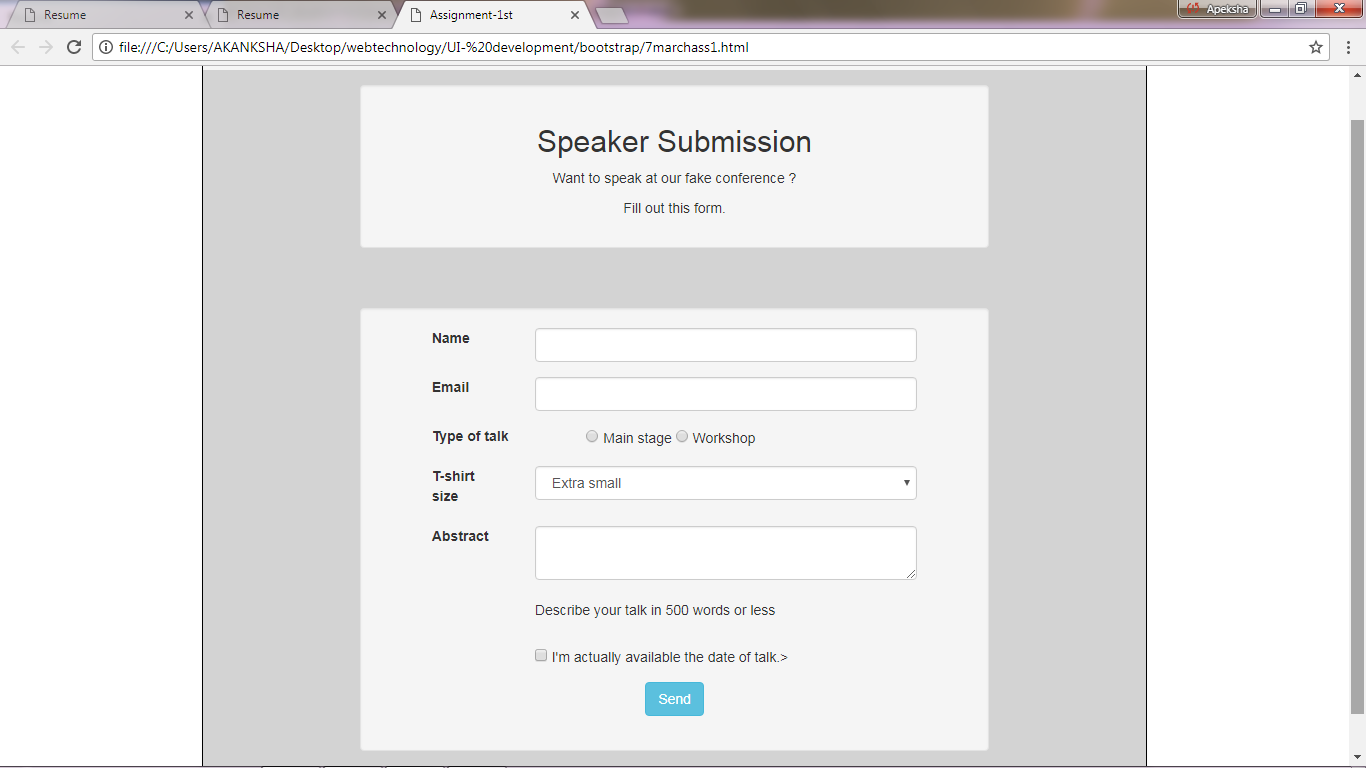 Resume
Resume
Assignment-1st
Apeksha
file:///C:/Users/AKANKSHA/Desktop/webtechnology/UI-%20development/bootstrap/7marchass1.html
Speaker Submission
Want to speak at our fake conference ?
Fill out this form.
Name
Email
Type of talk
Main stage
Workshop
T-shirt
size
Extra small
Abstract
Describe your talk in 500 words or less
I'm actually available the date of talk.>
Send